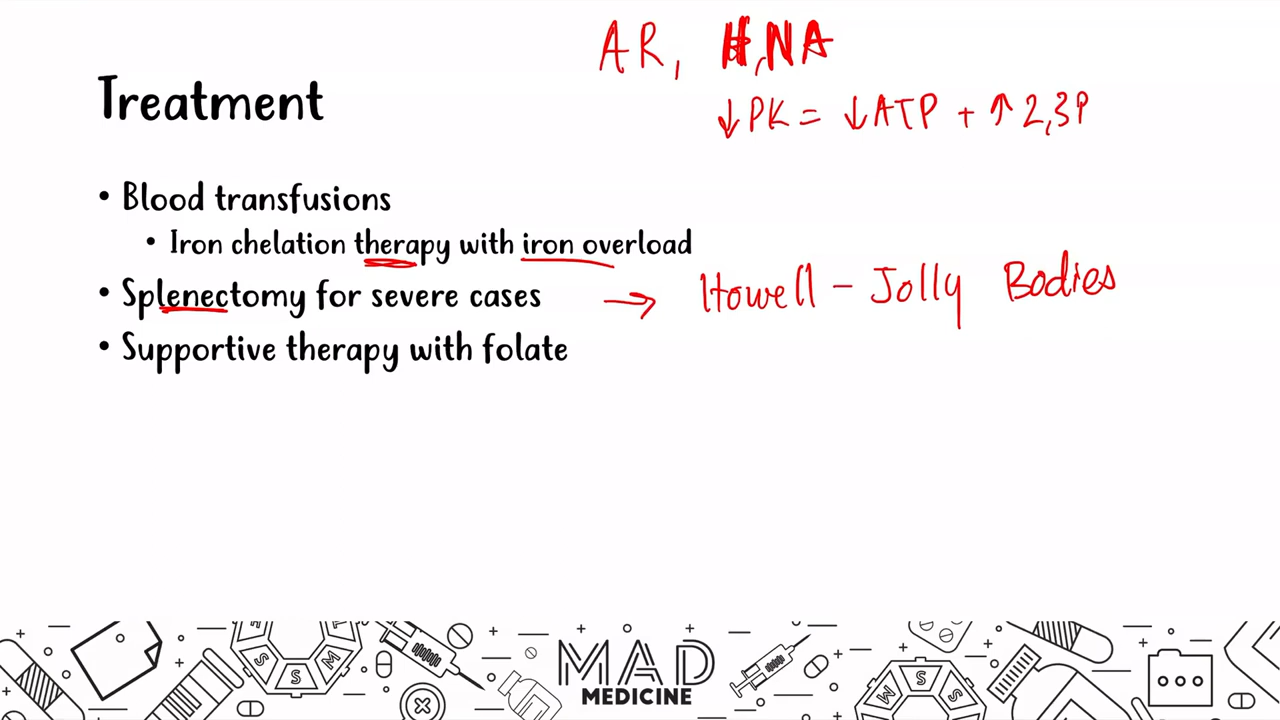 AR, H,NA
↓PK = ↓ATP + ↑2,3P
Treatment
• Blood transfusions
• Iron chelation therapy with iron overload
• Splenectomy for severe cases → Howell-Jolly Bodies
• Supportive therapy with folate
MAD
MEDICINE
S
S
M
M
S
S